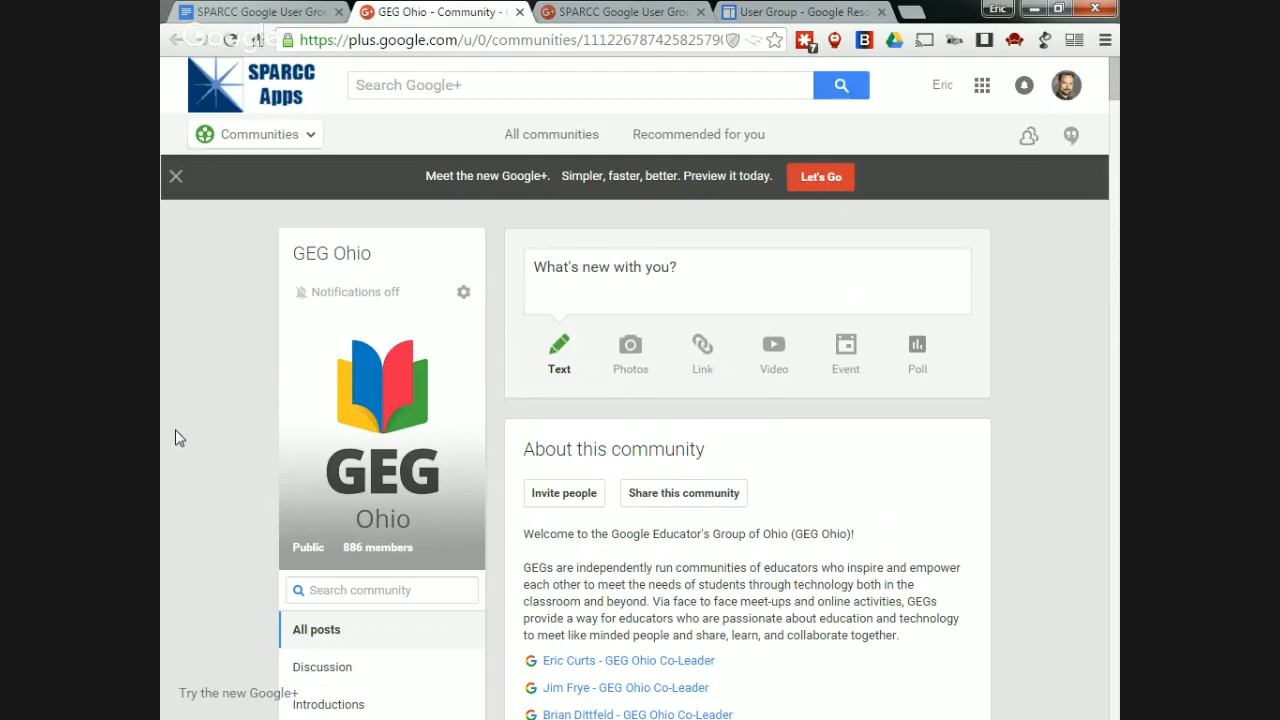 SPARCC Google User Grou
GEG Ohio - Community -
SPARCC Google User Grou
User Group - Google Reso
Eric
https://plus.google.com/u/0/communities/11122678742582579
7
B
SPARCC
Apps
Search Google+
Eric
Communities
All communities
Recommended for you
Meet the new Google+. Simpler, faster, better. Preview it today.
Let's Go
GEG Ohio
Notifications off
GEG
Ohio
Public 886 members
Search community
All posts
Discussion
Introductions
Try the new Google+
What's new with you?
Text
Photos
Link
Video
Event
Poll
About this community
Invite people
Share this community
Welcome to the Google Educator's Group of Ohio (GEG Ohio)!
GEGs are independently run communities of educators who inspire and empower
each other to meet the needs of students through technology both in the
classroom and beyond. Via face to face meet-ups and online activities, GEGs
provide a way for educators who are passionate about education and technology
to meet like minded people and share, learn, and collaborate together.
Eric Curts - GEG Ohio Co-Leader
Jim Frye - GEG Ohio Co-Leader
Brian Dittfeld - GEG Ohio Co-Leader